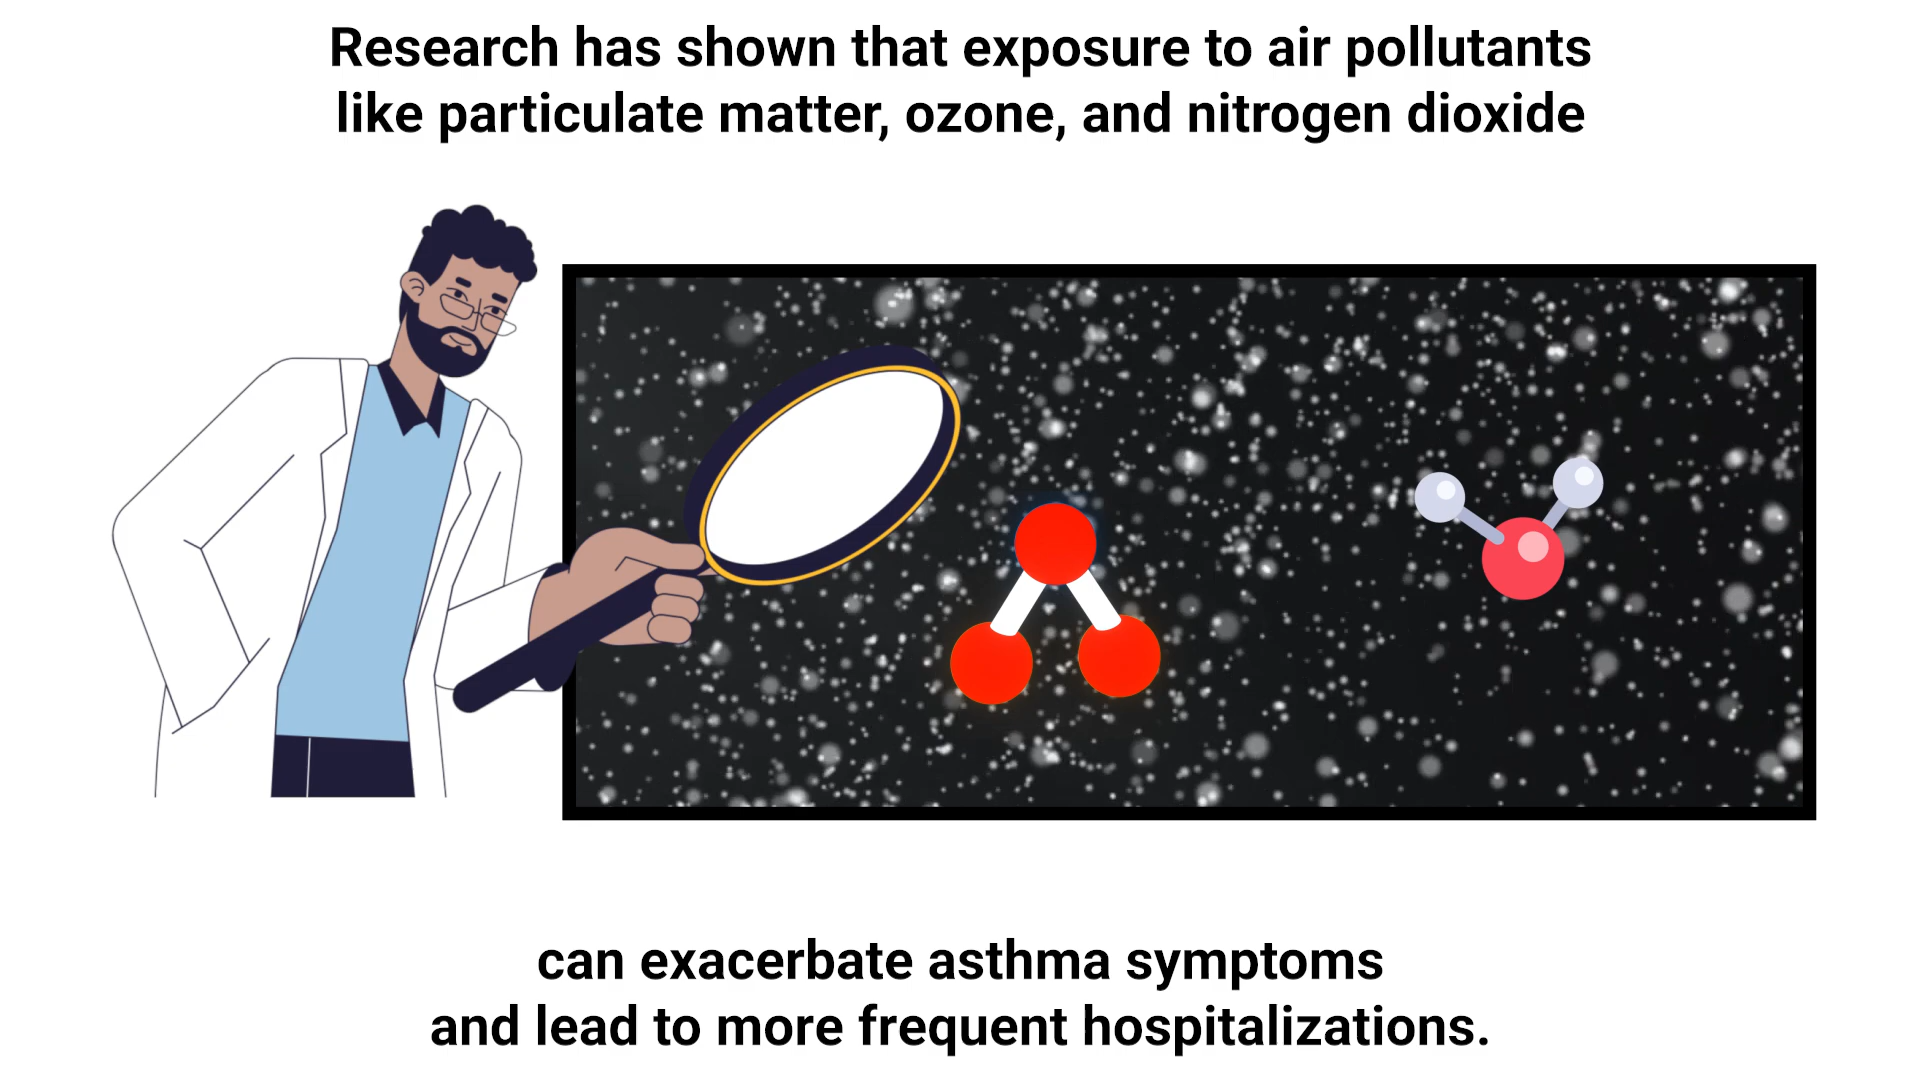 Research has shown that exposure to air pollutants
like particulate matter, ozone, and nitrogen dioxide
can exacerbate asthma symptoms
and lead to more frequent hospitalizations.